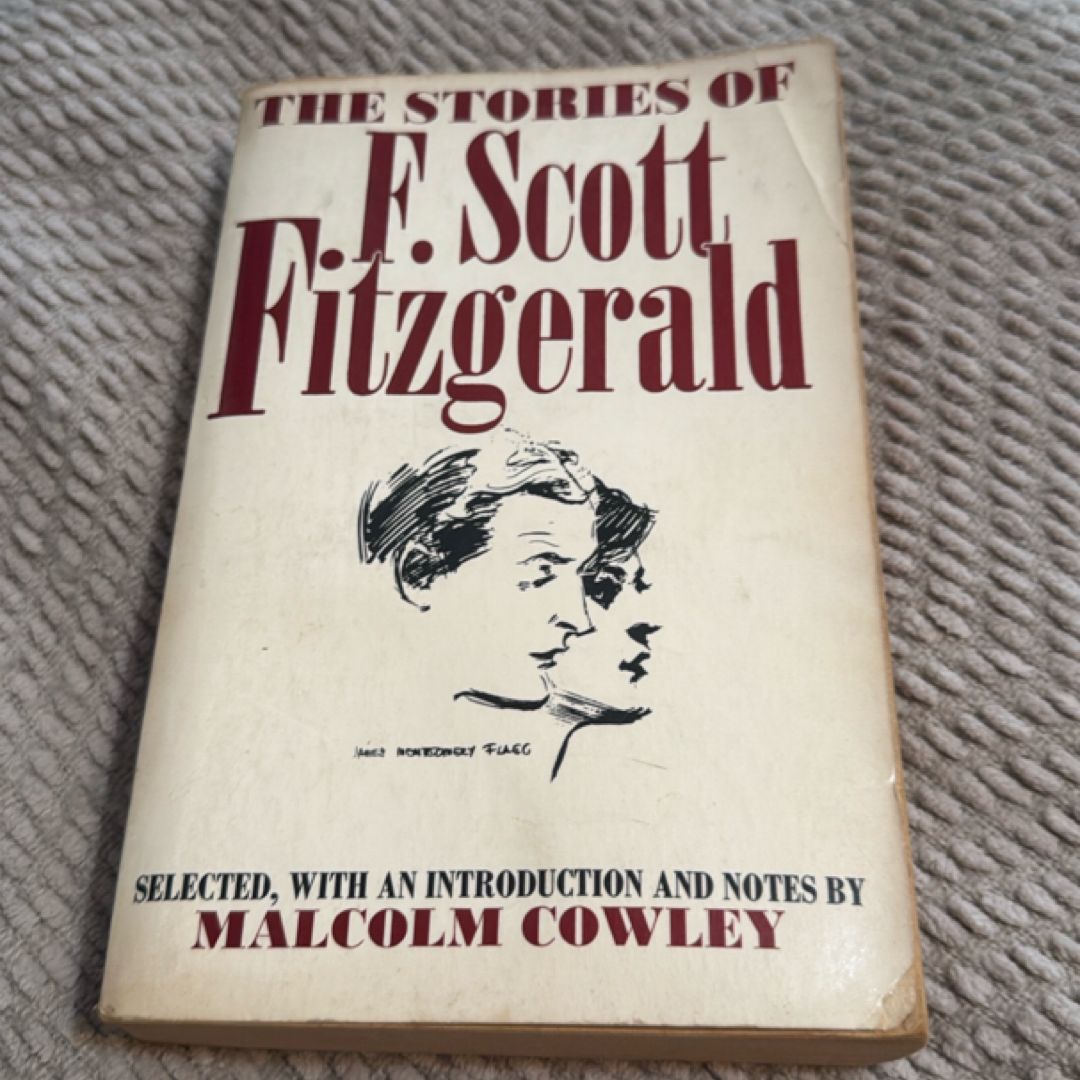 THE STORIES OF
F. Scott
Fitzgerald
JAMES MONTGOMERY FLAGG
SELECTED, WITH AN INTRODUCTION AND NOTES BY
MALCOLM COWLEY